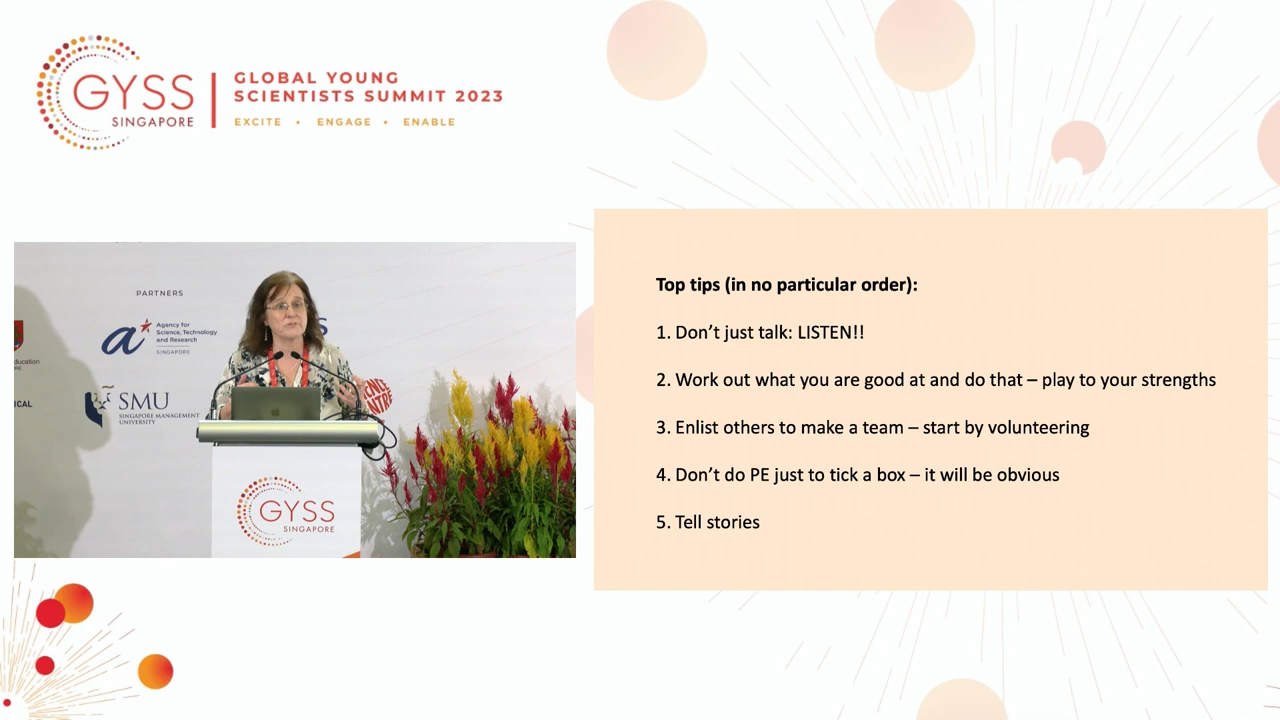 GYSS
SINGAPORE
GLOBAL YOUNG
SCIENTISTS SUMMIT 2023
EXCITE • ENGAGE • ENABLE
PARTNERS
Agency for
Science, Technology
and Research
SINGAPORE
SMU
SINGAPORE MANAGEMENT
UNIVERSITY
GYSS
SINGAPORE
Top tips (in no particular order):
1. Don’t just talk: LISTEN!!
2. Work out what you are good at and do that – play to your strengths
3. Enlist others to make a team – start by volunteering
4. Don’t do PE just to tick a box – it will be obvious
5. Tell stories